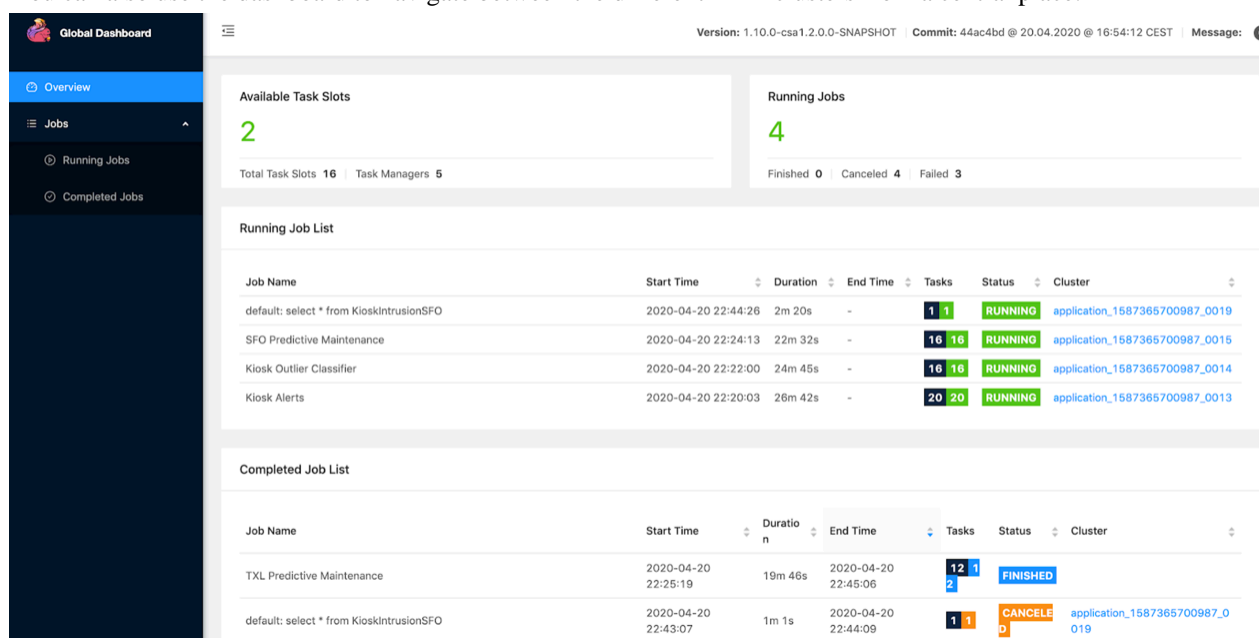 Global Dashboard
Version: 1.10.0-csa1.2.0.0-SNAPSHOT Commit: 44ac4bd @ 20.04.2020 @ 16:54:12 CEST Message:
Overview
Jobs
Running Jobs
Completed Jobs
Available Task Slots
2
Total Task Slots 16 Task Managers 5
Running Jobs
4
Finished 0 Canceled 4 Failed 3
Running Job List
Job Name Start Time Duration End Time Tasks Status Cluster
default: select * from KioskIntrusionSFO 2020-04-20 22:44:26 2m 20s - 1 1 RUNNING application_1587365700987_0019
SFO Predictive Maintenance 2020-04-20 22:24:13 22m 32s - 16 16 RUNNING application_1587365700987_0015
Kiosk Outlier Classifier 2020-04-20 22:22:00 24m 45s - 16 16 RUNNING application_1587365700987_0014
Kiosk Alerts 2020-04-20 22:20:03 26m 42s - 20 20 RUNNING application_1587365700987_0013
Completed Job List
Job Name Start Time Duratio
n End Time Tasks Status Cluster
TXL Predictive Maintenance 2020-04-20
22:25:19 19m 46s 2020-04-20
22:45:06 12 1
2 FINISHED
default: select * from KioskIntrusionSFO 2020-04-20
22:43:07 1m 1s 2020-04-20
22:44:09 1 1 CANCELE
D application_1587365700987_0
019